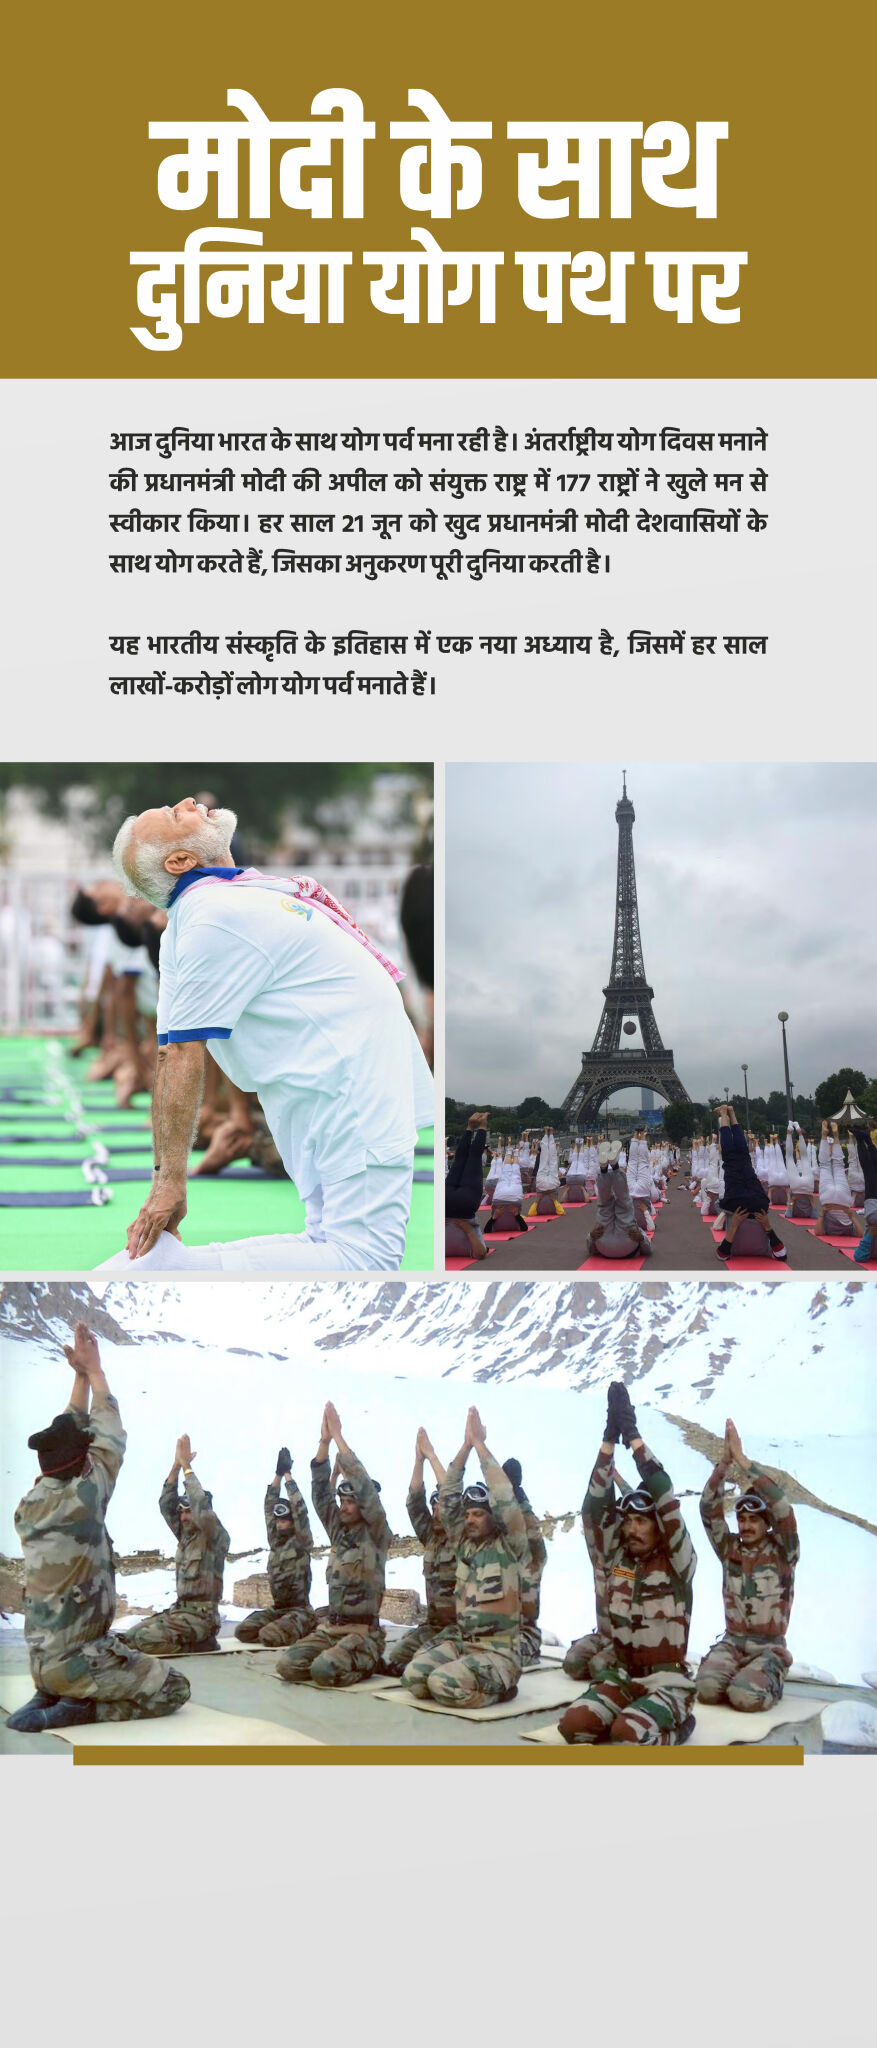 मोदी के साथ
दुनिया योग पथ पर
आज दुनिया भारत के साथ योग पर्व मना रही है। अंतर्राष्ट्रीय योग दिवस मनाने
की प्रधानमंत्री मोदी की अपील को संयुक्त राष्ट्र में 177 राष्ट्रों ने खुले मन से
स्वीकार किया। हर साल 21 जून को खुद प्रधानमंत्री मोदी देशवासियों के
साथ योग करते हैं, जिसका अनुकरण पूरी दुनिया करती है।
यह भारतीय संस्कृति के इतिहास में एक नया अध्याय है, जिसमें हर साल
लाखों-करोड़ों लोग योग पर्व मनाते हैं।